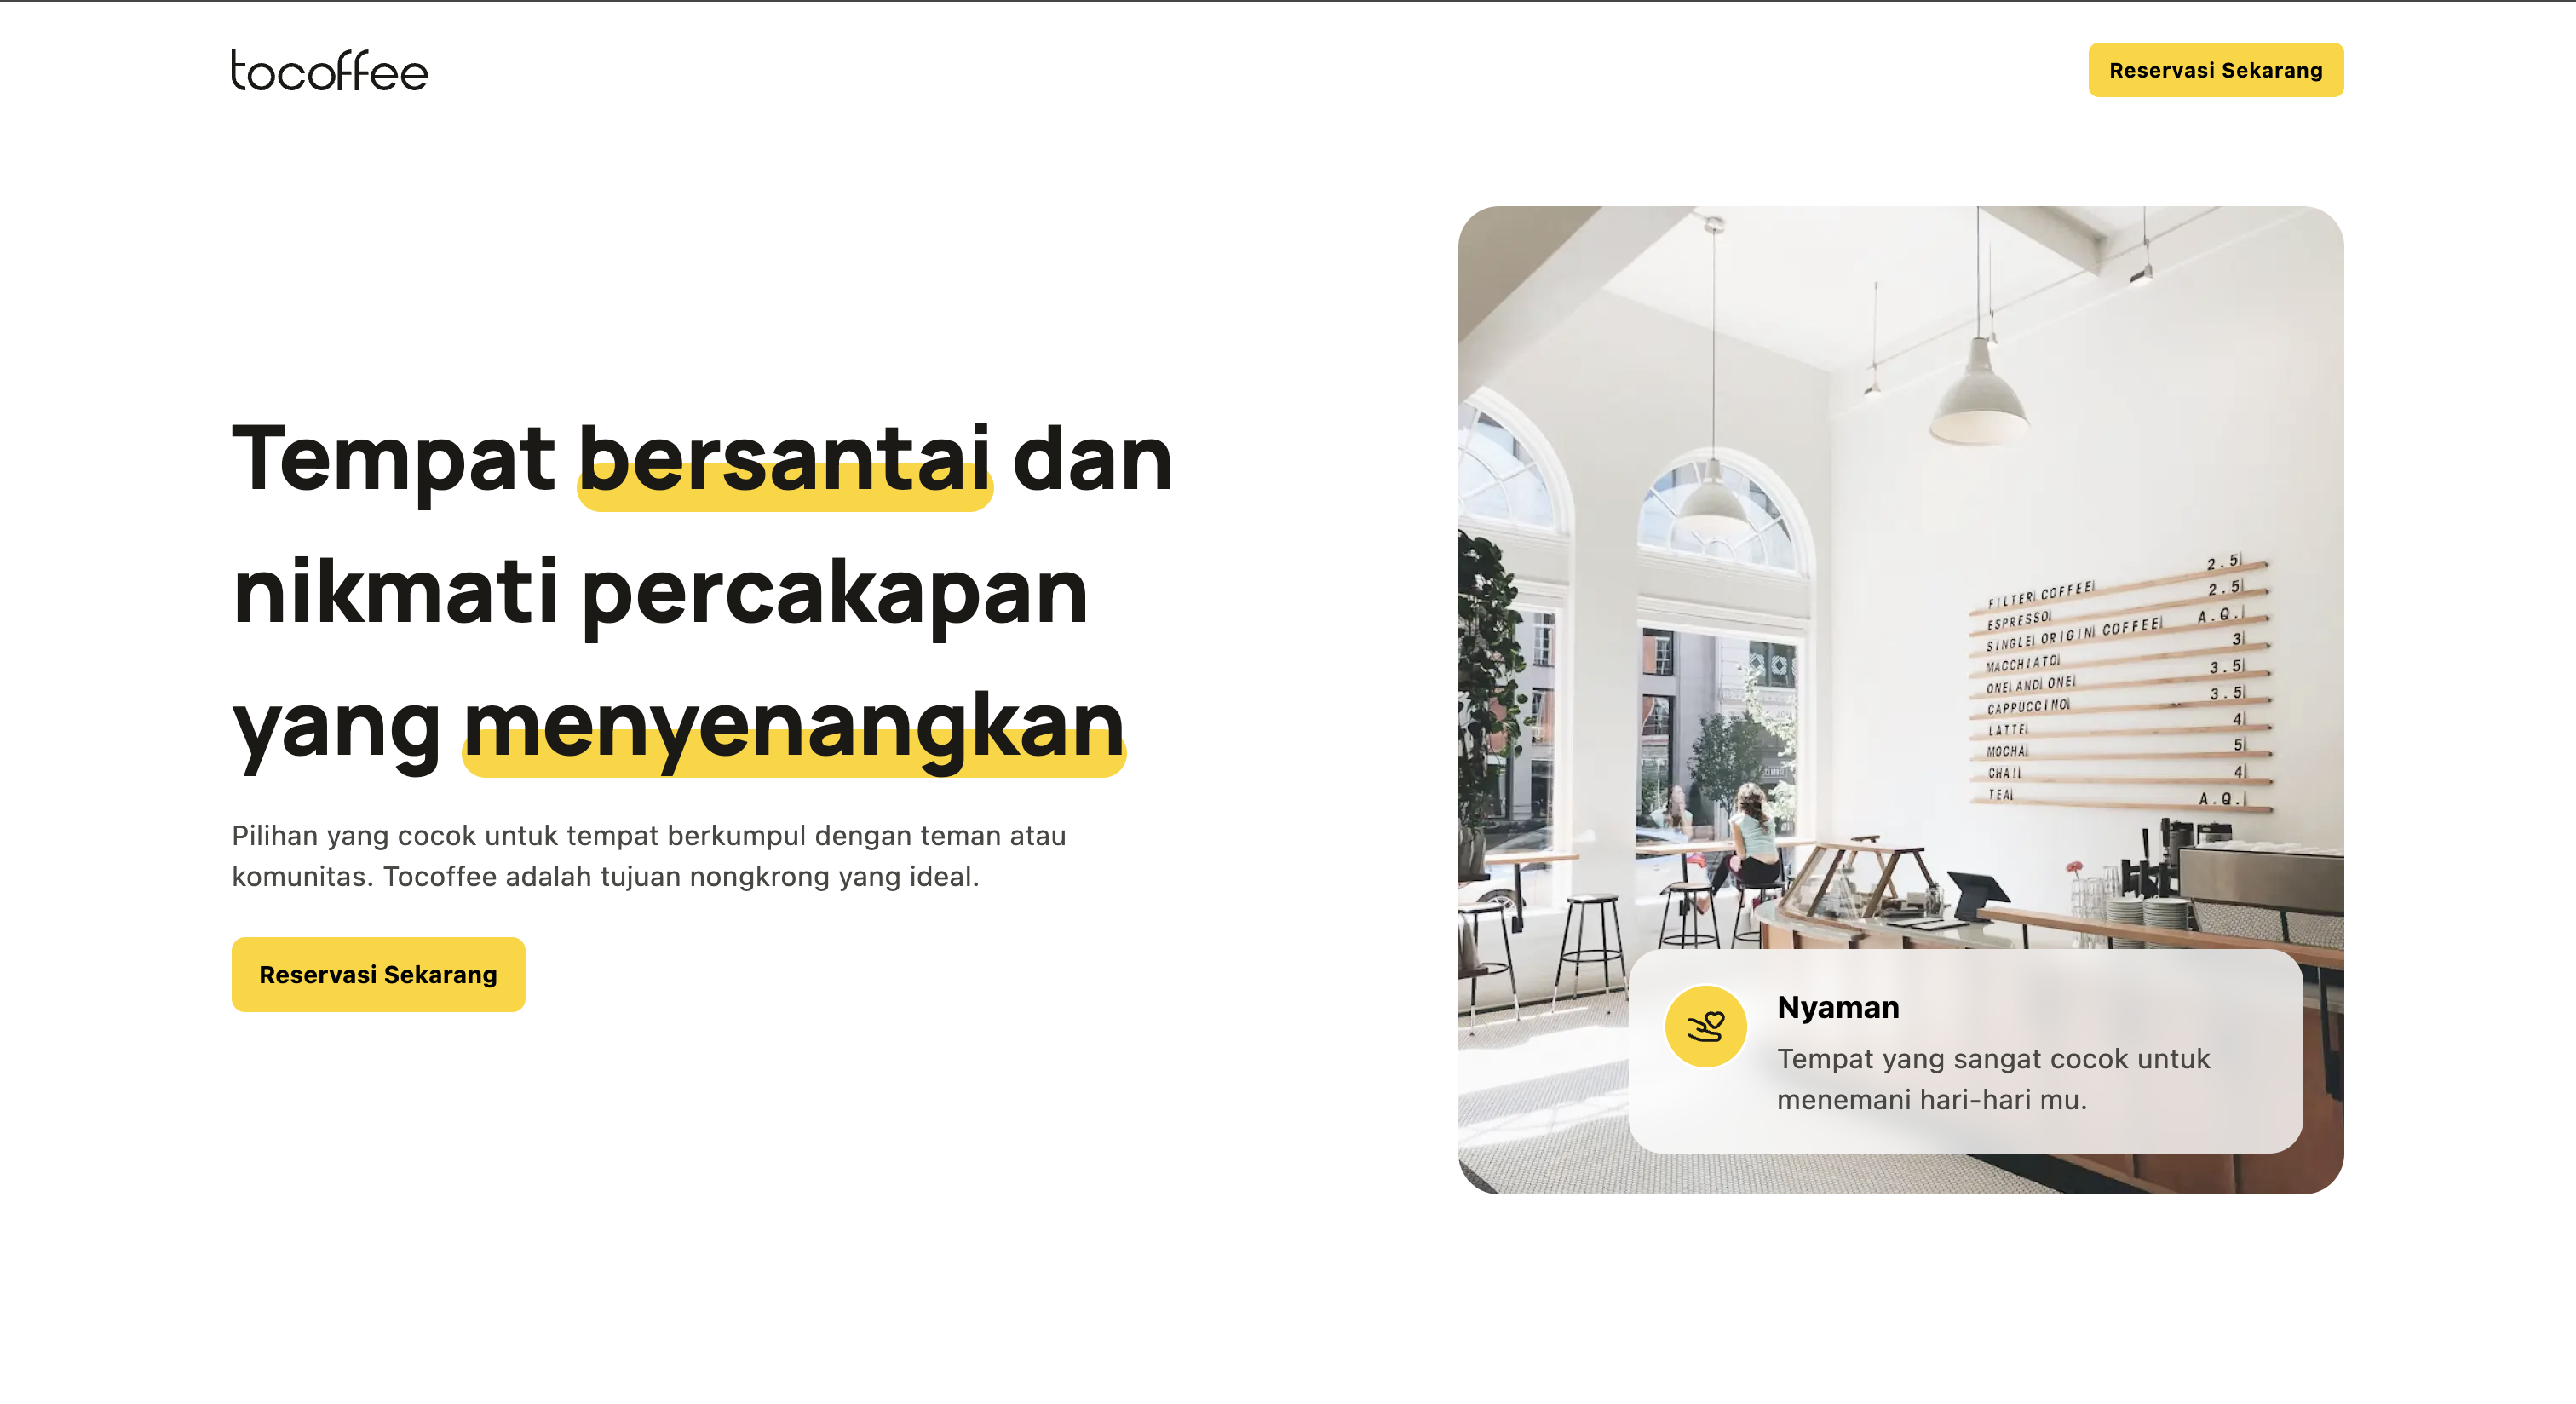 tocoffee
Reservasi Sekarang
Tempat bersantai dan
nikmati percakapan
yang menyenangkan
Pilihan yang cocok untuk tempat berkumpul dengan teman atau
komunitas. Tocoffee adalah tujuan nongkrong yang ideal.
Reservasi Sekarang
FILTER COFFEE 2.5
ESPRESSO 2.5
SINGLE ORIGIN COFFEE A.Q.
MACCHIATO 3
ONE AND ONE 3.5
CAPPUCCINO 3.5
LATTE 4
MOCHA 5
CHAI 4
TEA A.Q.
Nyaman
Tempat yang sangat cocok untuk
menemani hari-hari mu.